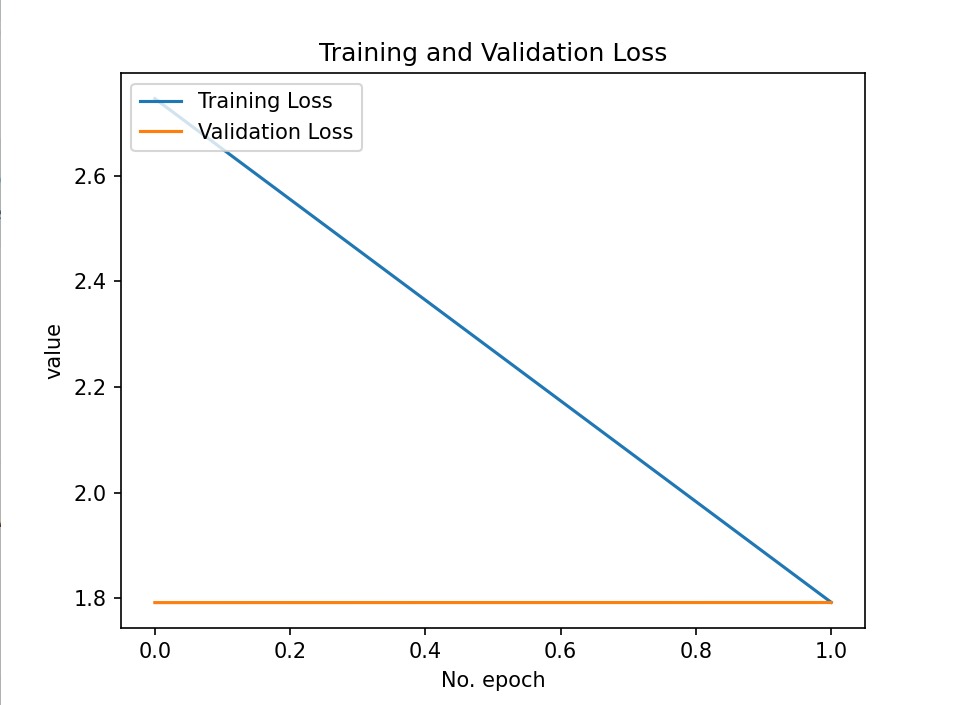 Training and Validation Loss
Training Loss
Validation Loss
2.6
2.4
2.2
2.0
1.8
value
0.0 0.2 0.4 0.6 0.8 1.0
No. epoch